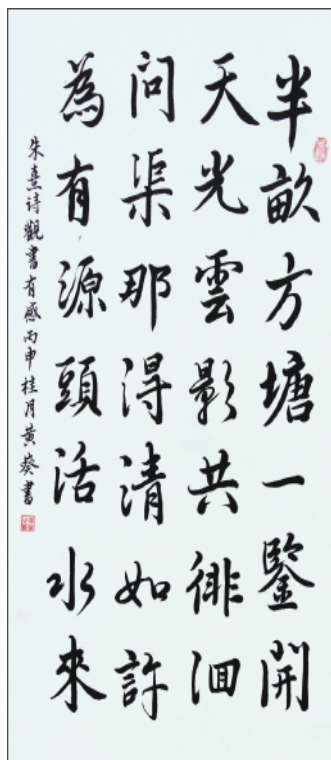 半畝方塘一鑒開
天光雲影共徘徊
問渠那得清如許
為有源頭活水來
朱熹詩觀書有感丙申桂月黃葵書